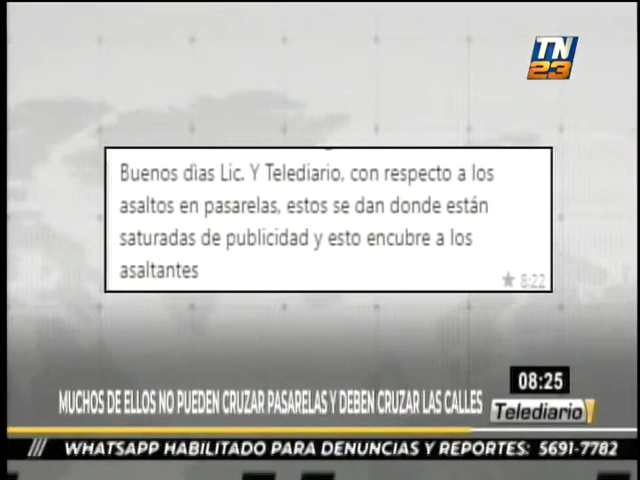 TN
23
Buenos dìas Lic. Y Telediario, con respecto a los
asaltos en pasarelas, estos se dan donde están
saturadas de publicidad y esto encubre a los
asaltantes
8:22
08:25
MUCHOS DE ELLOS NO PUEDEN CRUZAR PASARELAS Y DEBEN CRUZAR LAS CALLES
Telediario
/// WHATSAPP HABILITADO PARA DENUNCIAS Y REPORTES: 5691-7782